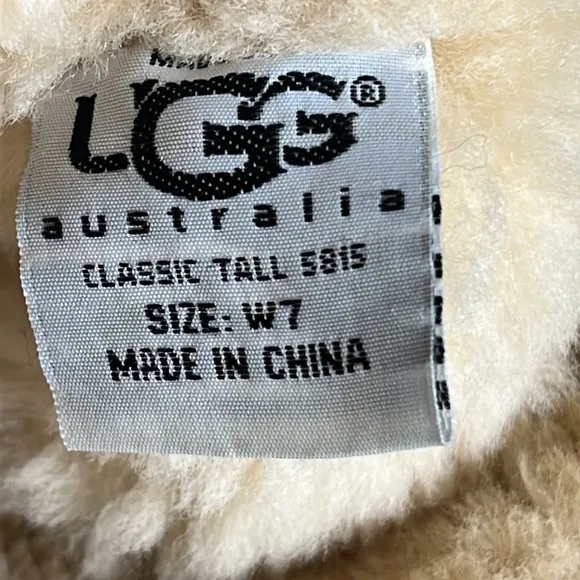 UGG®
australia
CLASSIC TALL 5815
SIZE: W7
MADE IN CHINA